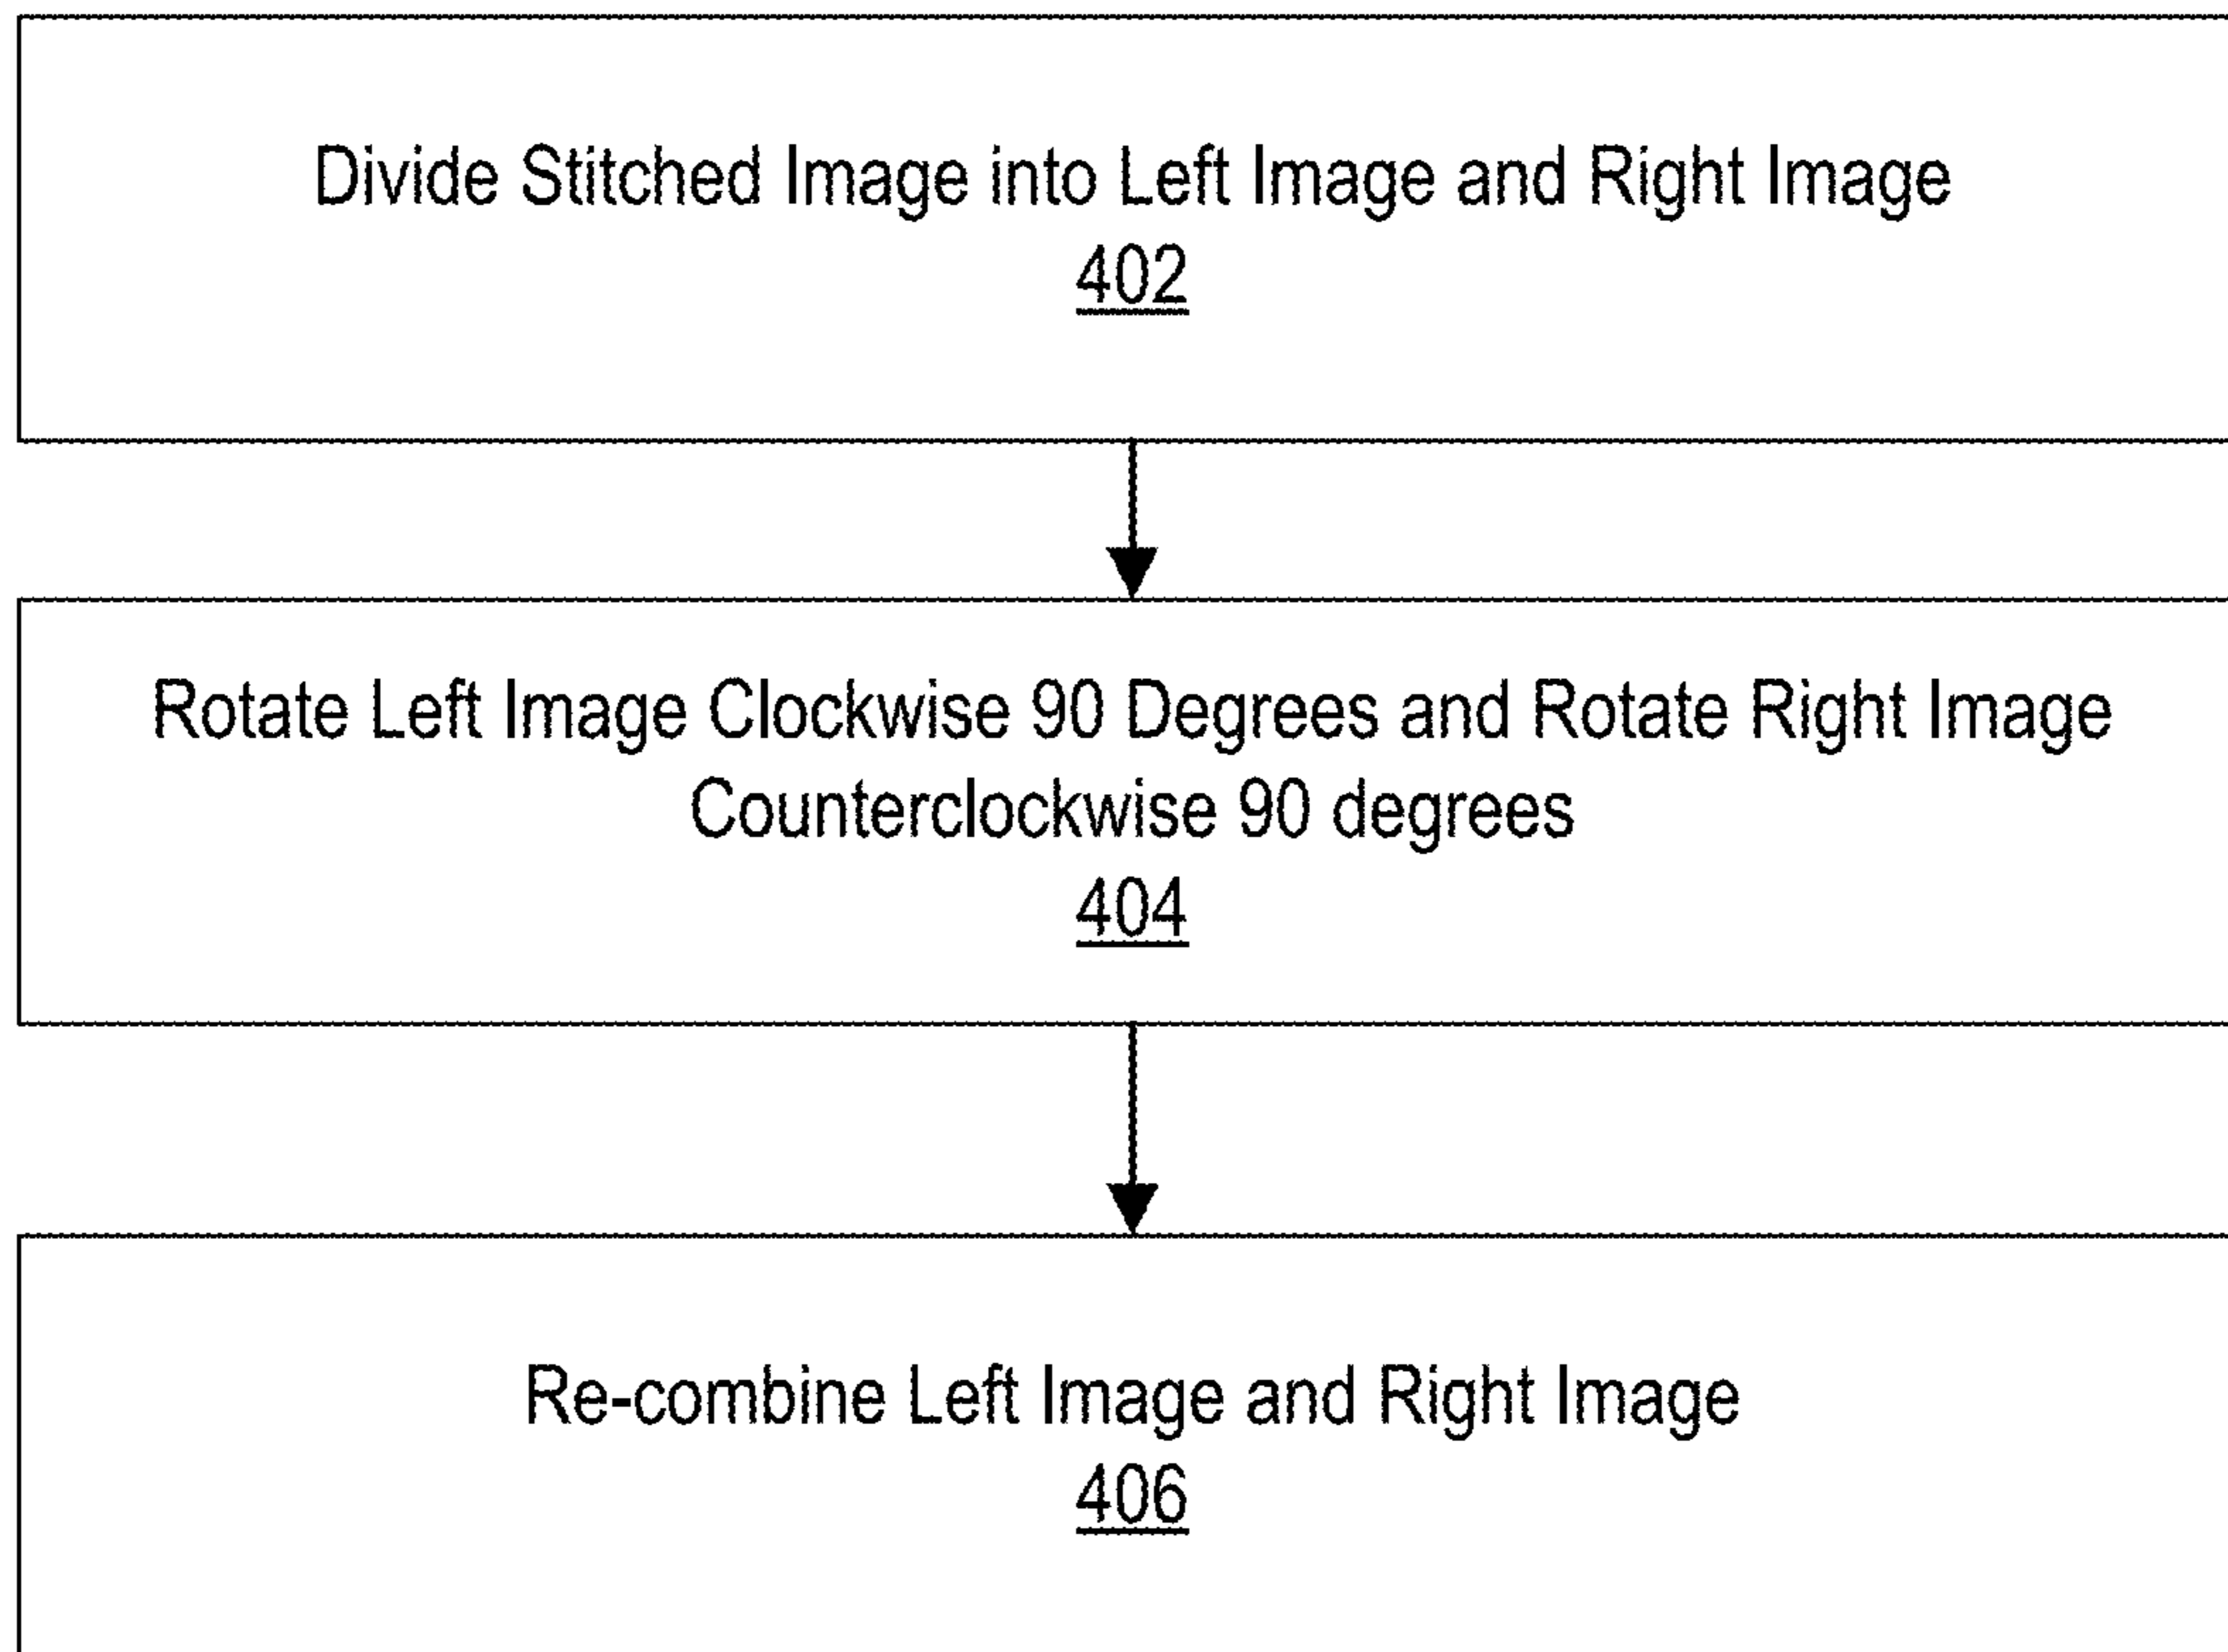 Divide Stitched Image into Left Image and Right Image
402
Rotate Left Image Clockwise 90 Degrees and Rotate Right Image
Counterclockwise 90 degrees
404
Re-combine Left Image and Right Image
406